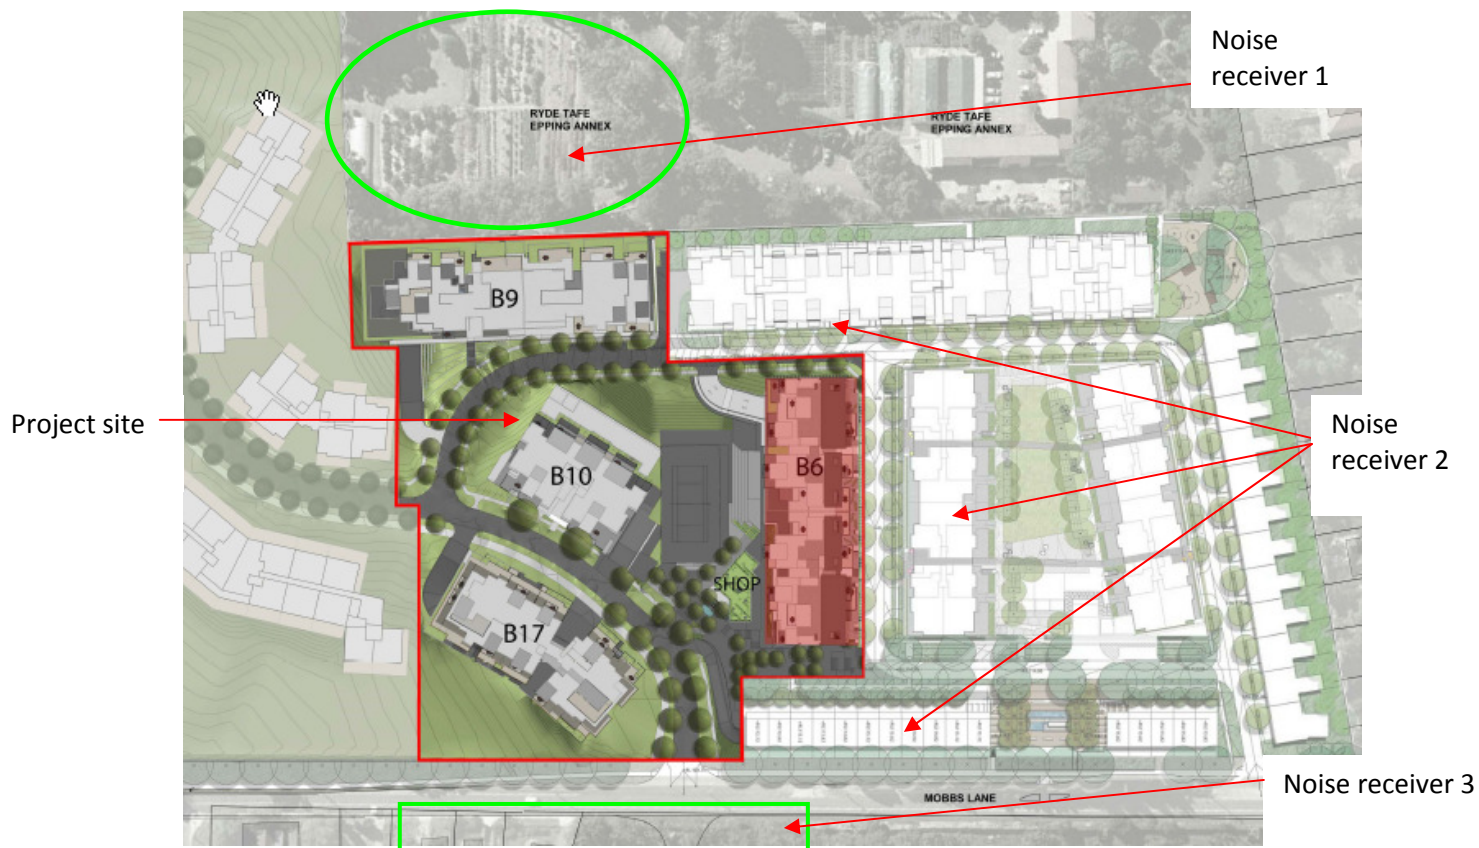 Noise
receiver 1
RYDE TAFE
EPPING ANNEX
RYDE TAFE
EPPING ANNEX
B9
Project site
B10
B6
Noise
receiver 2
SHOP
B17
Noise receiver 3
MOBBS LANE